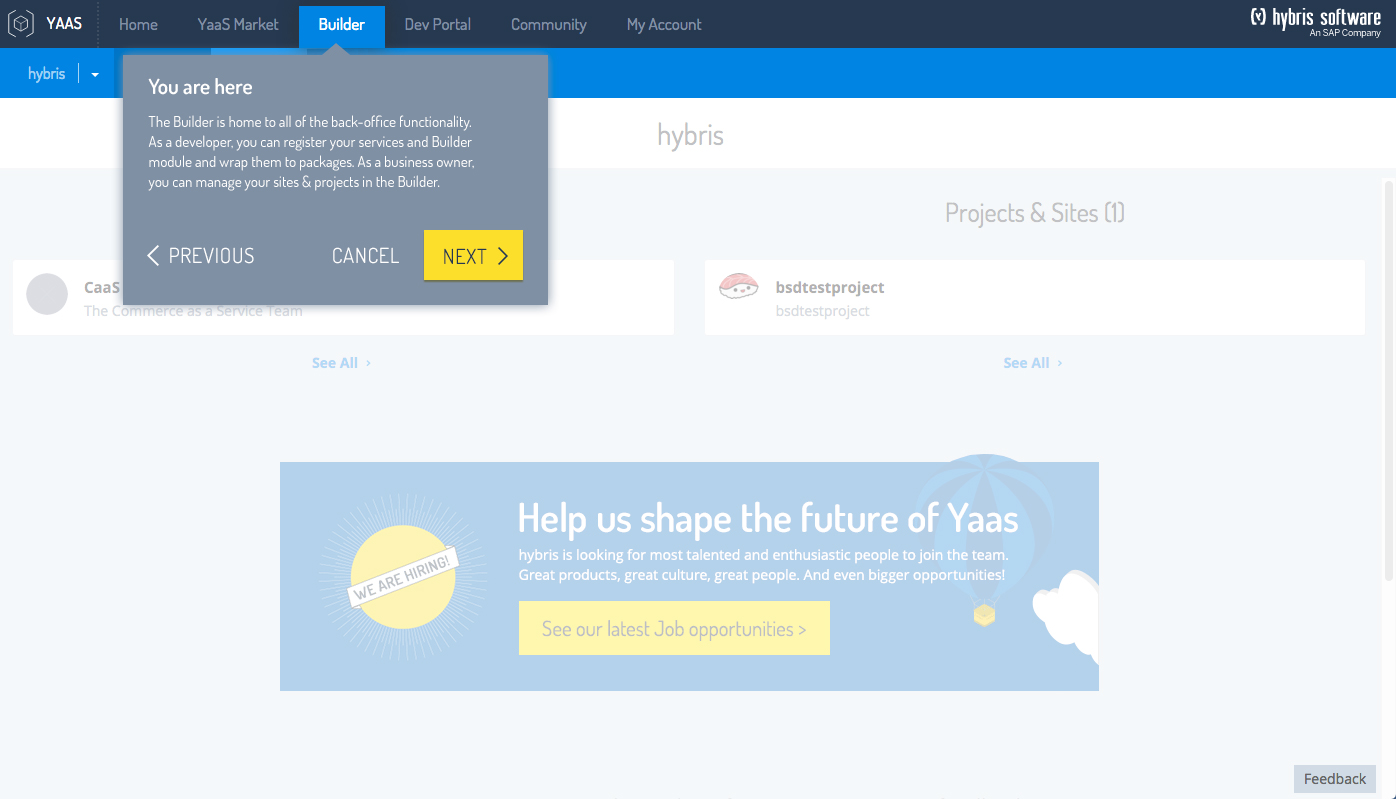 YAAS
Home
YaaS Market
Builder
Dev Portal
Community
My Account
hybris software
An SAP Company
hybris
You are here
The Builder is home to all of the back-office functionality.
As a developer, you can register your services and Builder
module and wrap them to packages. As a business owner,
you can manage your sites & projects in the Builder.
PREVIOUS
CANCEL
NEXT
hybris
Projects & Sites (1)
CaaS
The Commerce as a Service Team
See All >
bsdtestproject
bsdtestproject
See All >
WE ARE HIRING!
Help us shape the future of Yaas
hybris is looking for most talented and enthusiastic people to join the team.
Great products, great culture, great people. And even bigger opportunities!
See our latest Job opportunities >
Feedback